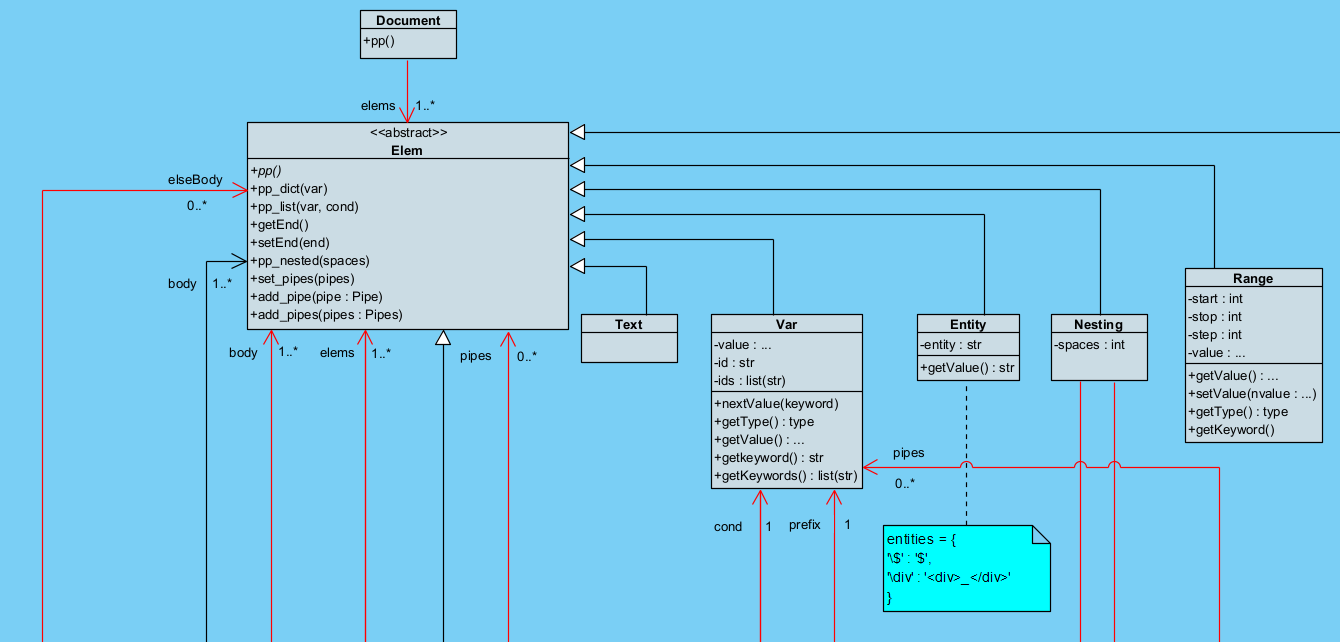 Document
+pp()
elems
1..*
<<abstract>>
Elem
+pp()
+pp_dict(var)
+pp_list(var, cond)
+getEnd()
+setEnd(end)
+pp_nested(spaces)
+set_pipes(pipes)
+add_pipe(pipe : Pipe)
+add_pipes(pipes : Pipes)
elseBody
0..*
body
1..*
body
1..*
elems
1..*
pipes
0..*
Text
Var
-value : ...
-id : str
-ids : list(str)
+nextValue(keyword)
+getType() : type
+getValue() : ...
+getkeyword() : str
+getKeywords() : list(str)
Entity
-entity : str
+getValue() : str
Nesting
-spaces : int
Range
-start : int
-stop : int
-step : int
-value : ...
+getValue() : ...
+setValue(nvalue : ...)
+getType() : type
+getKeyword()
pipes
0..*
cond
1
prefix
1
entities = {
'\$' : '$',
'\div' : '<div>_</div>'
}